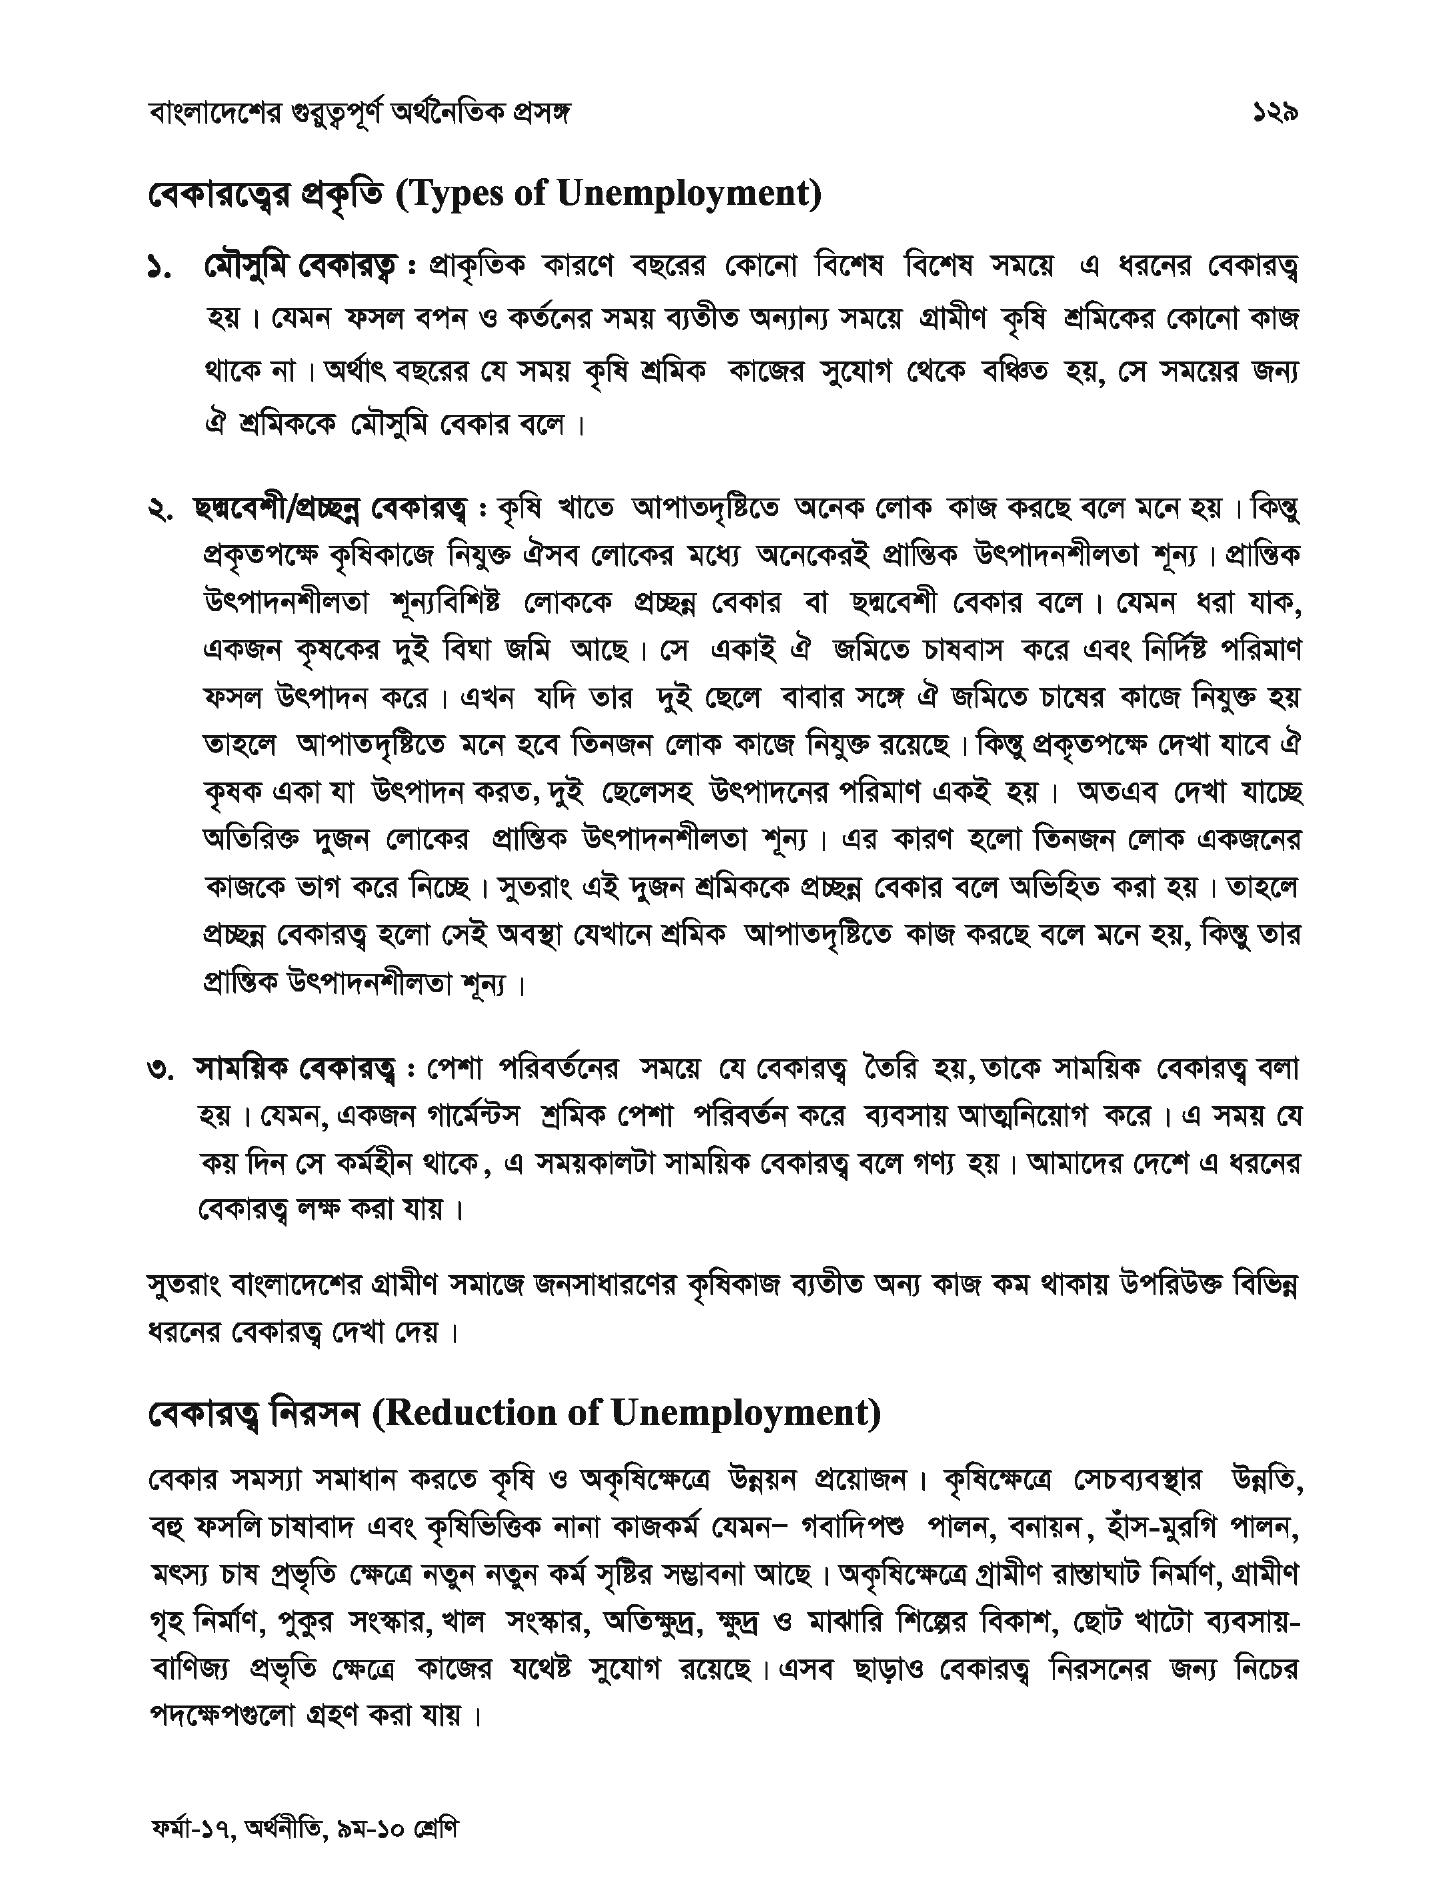 বাংলাদেশের গুরুত্বপূর্ণ অর্থনৈতিক প্রসঙ্গ ১২৯
বেকারত্বের প্রকৃতি (Types of Unemployment)
১. মৌসুমি বেকারত্ব : প্রাকৃতিক কারণে বছরের কোনো বিশেষ বিশেষ সময়ে এ ধরনের বেকারত্ব
হয়। যেমন ফসল বপন ও কর্তনের সময় ব্যতীত অন্যান্য সময়ে গ্রামীণ কৃষি শ্রমিকের কোনো কাজ
থাকে না। অর্থাৎ বছরের যে সময় কৃষি শ্রমিক কাজের সুযোগ থেকে বঞ্চিত হয়, সে সময়ের জন্য
ঐ শ্রমিককে মৌসুমি বেকার বলে।
২. ছদ্মবেশী/প্রচ্ছন্ন বেকারত্ব : কৃষি খাতে আপাতদৃষ্টিতে অনেক লোক কাজ করছে বলে মনে হয়। কিন্তু
প্রকৃতপক্ষে কৃষিকাজে নিযুক্ত ঐসব লোকের মধ্যে অনেকেরই প্রান্তিক উৎপাদনশীলতা শূন্য। প্রান্তিক
উৎপাদনশীলতা শূন্যবিশিষ্ট লোককে প্রচ্ছন্ন বেকার বা ছদ্মবেশী বেকার বলে। যেমন ধরা যাক,
একজন কৃষকের দুই বিঘা জমি আছে। সে একাই ঐ জমিতে চাষবাস করে এবং নির্দিষ্ট পরিমাণ
ফসল উৎপাদন করে। এখন যদি তার দুই ছেলে বাবার সঙ্গে ঐ জমিতে চাষের কাজে নিযুক্ত হয়
তাহলে আপাতদৃষ্টিতে মনে হবে তিনজন লোক কাজে নিযুক্ত রয়েছে। কিন্তু প্রকৃতপক্ষে দেখা যাবে ঐ
কৃষক একা যা উৎপাদন করত, দুই ছেলেসহ উৎপাদনের পরিমাণ একই হয়। অতএব দেখা যাচ্ছে
অতিরিক্ত দুজন লোকের প্রান্তিক উৎপাদনশীলতা শূন্য। এর কারণ হলো তিনজন লোক একজনের
কাজকে ভাগ করে নিচ্ছে। সুতরাং এই দুজন শ্রমিককে প্রচ্ছন্ন বেকার বলে অভিহিত করা হয়। তাহলে
প্রচ্ছন্ন বেকারত্ব হলো সেই অবস্থা যেখানে শ্রমিক আপাতদৃষ্টিতে কাজ করছে বলে মনে হয়, কিন্তু তার
প্রান্তিক উৎপাদনশীলতা শূন্য।
৩. সাময়িক বেকারত্ব : পেশা পরিবর্তনের সময়ে যে বেকারত্ব তৈরি হয়, তাকে সাময়িক বেকারত্ব বলা
হয়। যেমন, একজন গার্মেন্টস শ্রমিক পেশা পরিবর্তন করে ব্যবসায় আত্মনিয়োগ করে। এ সময় যে
কয় দিন সে কর্মহীন থাকে, এ সময়কালটা সাময়িক বেকারত্ব বলে গণ্য হয়। আমাদের দেশে এ ধরনের
বেকারত্ব লক্ষ করা যায়।
সুতরাং বাংলাদেশের গ্রামীণ সমাজে জনসাধারণের কৃষিকাজ ব্যতীত অন্য কাজ কম থাকায় উপরিউক্ত বিভিন্ন
ধরনের বেকারত্ব দেখা দেয়।
বেকারত্ব নিরসন (Reduction of Unemployment)
বেকার সমস্যা সমাধান করতে কৃষি ও অকৃষিক্ষেত্রে উন্নয়ন প্রয়োজন। কৃষিক্ষেত্রে সেচব্যবস্থার উন্নতি,
বহু ফসলি চাষাবাদ এবং কৃষিভিত্তিক নানা কাজকর্ম যেমন– গবাদিপশু পালন, বনায়ন, হাঁস-মুরগি পালন,
মৎস্য চাষ প্রভৃতি ক্ষেত্রে নতুন নতুন কর্ম সৃষ্টির সম্ভাবনা আছে। অকৃষিক্ষেত্রে গ্রামীণ রাস্তাঘাট নির্মাণ, গ্রামীণ
গৃহ নির্মাণ, পুকুর সংস্কার, খাল সংস্কার, অতিক্ষুদ্র, ক্ষুদ্র ও মাঝারি শিল্পের বিকাশ, ছোট খাটো ব্যবসায়-
বাণিজ্য প্রভৃতি ক্ষেত্রে কাজের যথেষ্ট সুযোগ রয়েছে। এসব ছাড়াও বেকারত্ব নিরসনের জন্য নিচের
পদক্ষেপগুলো গ্রহণ করা যায়।
ফর্মা-১৭, অর্থনীতি, ৯ম-১০ শ্রেণি